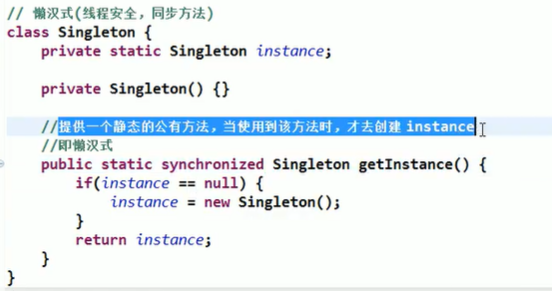 // 懒汉式(线程安全，同步方法)
class Singleton {
    private static Singleton instance;
    private Singleton() {}
    //提供一个静态的公有方法，当使用到该方法时，才去创建 instance
    //即懒汉式
    public static synchronized Singleton getInstance() {
        if(instance == null) {
            instance = new Singleton();
        }
        return instance;
    }
}